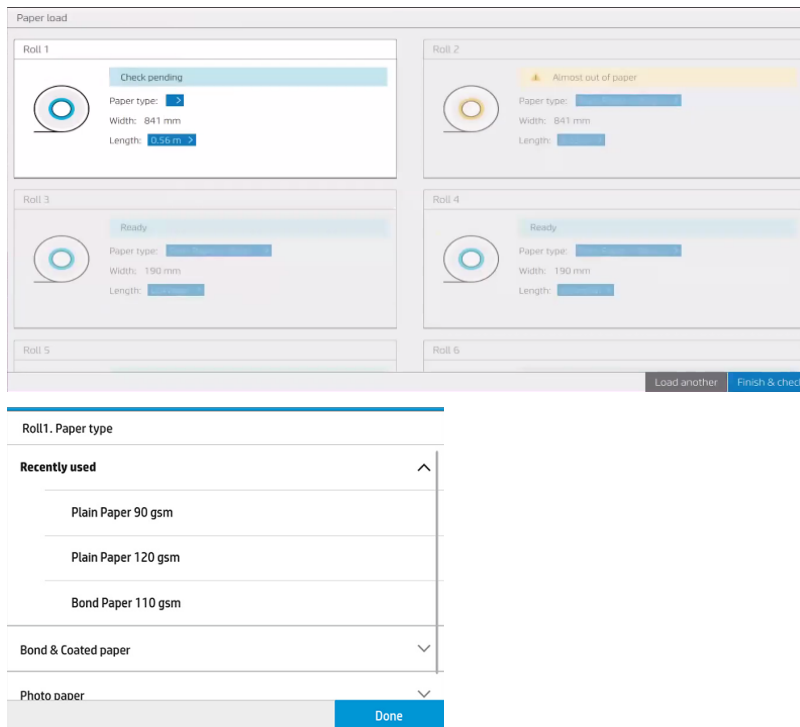 Paper load
Roll 1
Check pending
Paper type: >
Width: 841 mm
Length: 0.56 m >
Roll 2
Almost out of paper
Paper type:
Width: 841 mm
Length:
Roll 3
Ready
Paper type:
Width: 190 mm
Length:
Roll 4
Ready
Paper type:
Width: 190 mm
Length:
Roll 5
Roll 6
Load another
Finish & check
Roll1. Paper type
Recently used
Plain Paper 90 gsm
Plain Paper 120 gsm
Bond Paper 110 gsm
Bond & Coated paper
Photo paper
Done